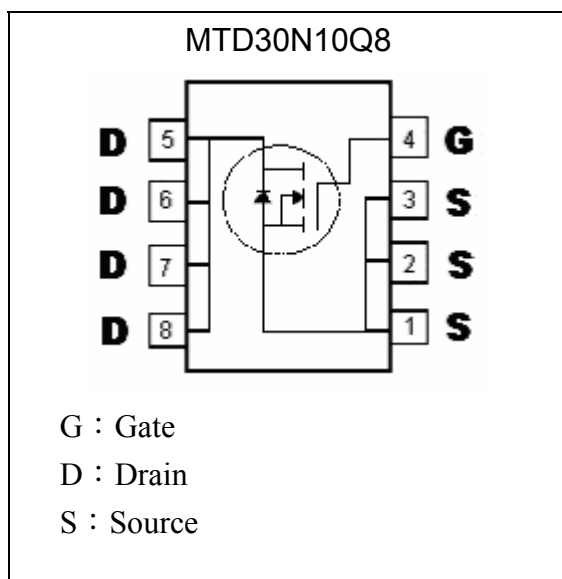 MTD30N10Q8
D 5 4 G
D 6 3 S
D 7 2 S
D 8 1 S
G：Gate
D：Drain
S：Source